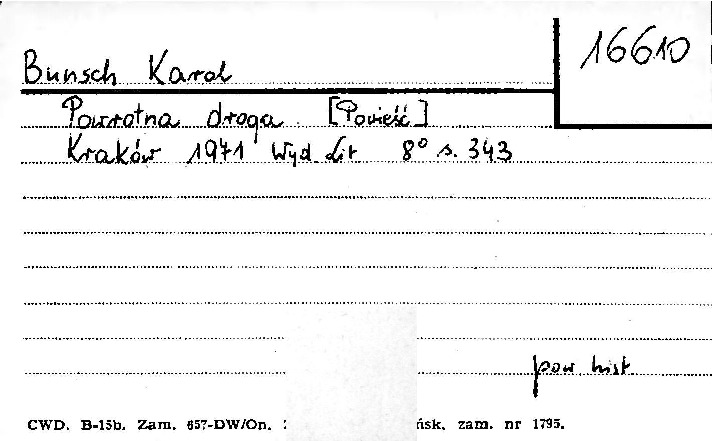 16610
Bunsch Karol
Powrotna droga. [Powieść]
Kraków 1971 Wyd. Lit 8° s. 343
pow hist.
CWD. B-15b. Zam. 657-DW/On. ńsk, zam. nr 1795.